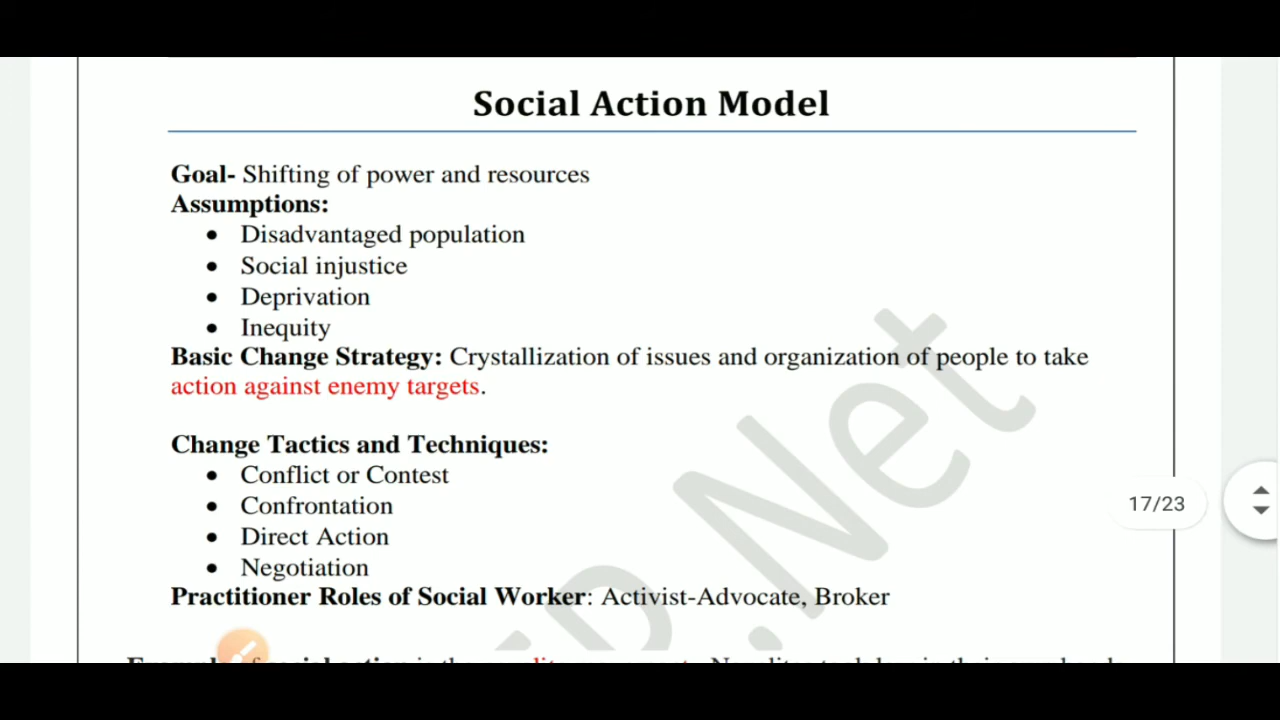 Social Action Model
Goal- Shifting of power and resources
Assumptions:
• Disadvantaged population
• Social injustice
• Deprivation
• Inequity
Basic Change Strategy: Crystallization of issues and organization of people to take
action against enemy targets.
Change Tactics and Techniques:
• Conflict or Contest
• Confrontation
• Direct Action
• Negotiation
Practitioner Roles of Social Worker: Activist-Advocate, Broker
17/23
.Net